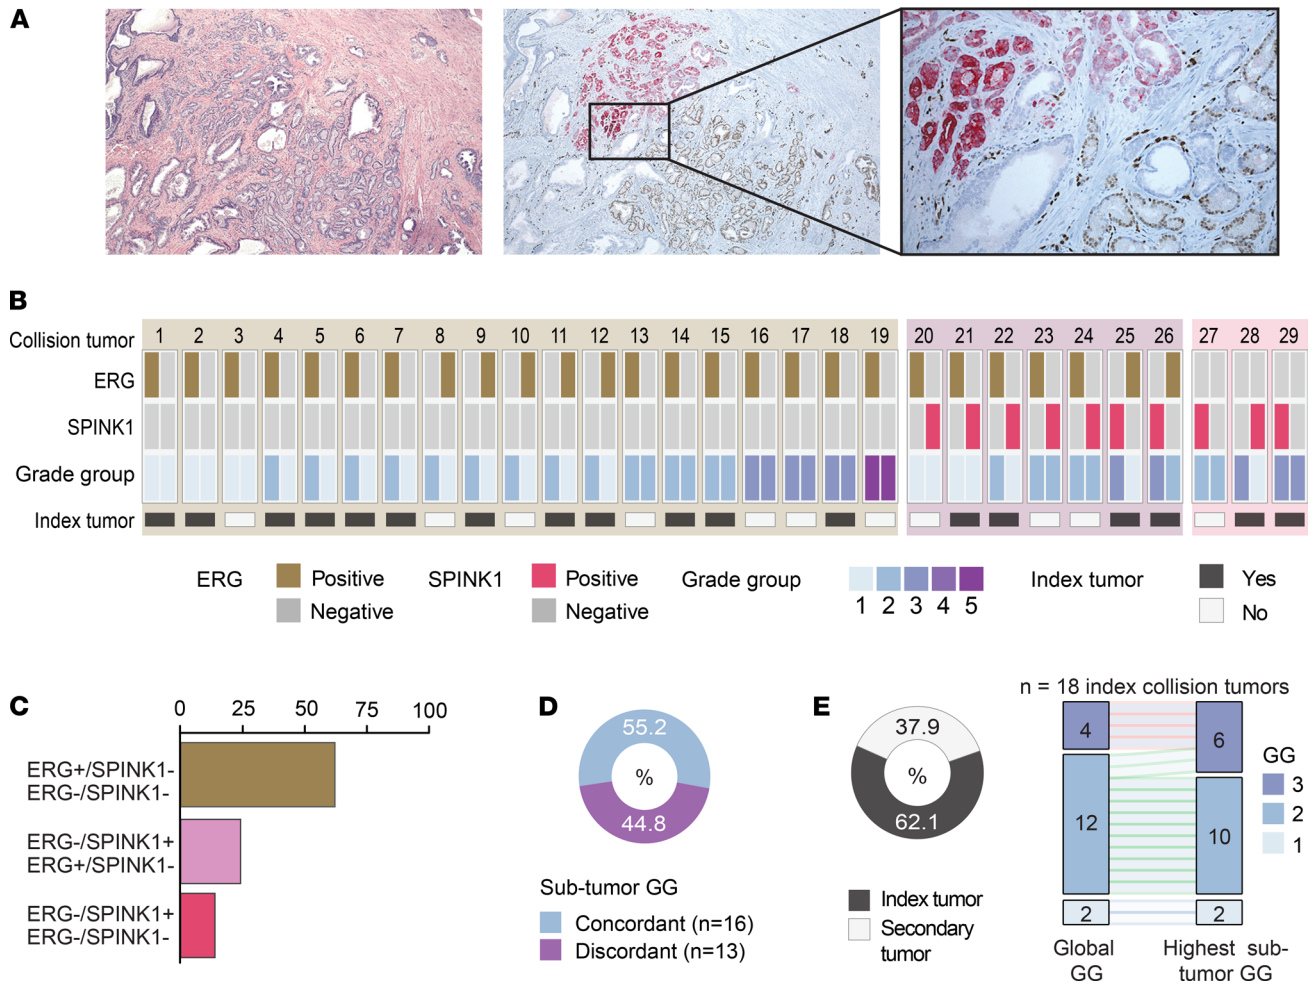 A
B
Collision tumor 1 2 3 4 5 6 7 8 9 10 11 12 13 14 15 16 17 18 19 20 21 22 23 24 25 26 27 28 29
ERG
SPINK1
Grade group
Index tumor
ERG Positive SPINK1 Positive Grade group Index tumor Yes
Negative Negative 1 2 3 4 5 No
C
0 25 50 75 100
ERG+/SPINK1-
ERG-/SPINK1-
ERG-/SPINK1+
ERG+/SPINK1-
ERG-/SPINK1+
ERG-/SPINK1-
D
55.2
%
44.8
Sub-tumor GG
Concordant (n=16)
Discordant (n=13)
E
37.9
%
62.1
Index tumor
Secondary
tumor
n = 18 index collision tumors
4 6
12 10
2 2
GG
3
2
1
Global Highest sub-
GG tumor GG